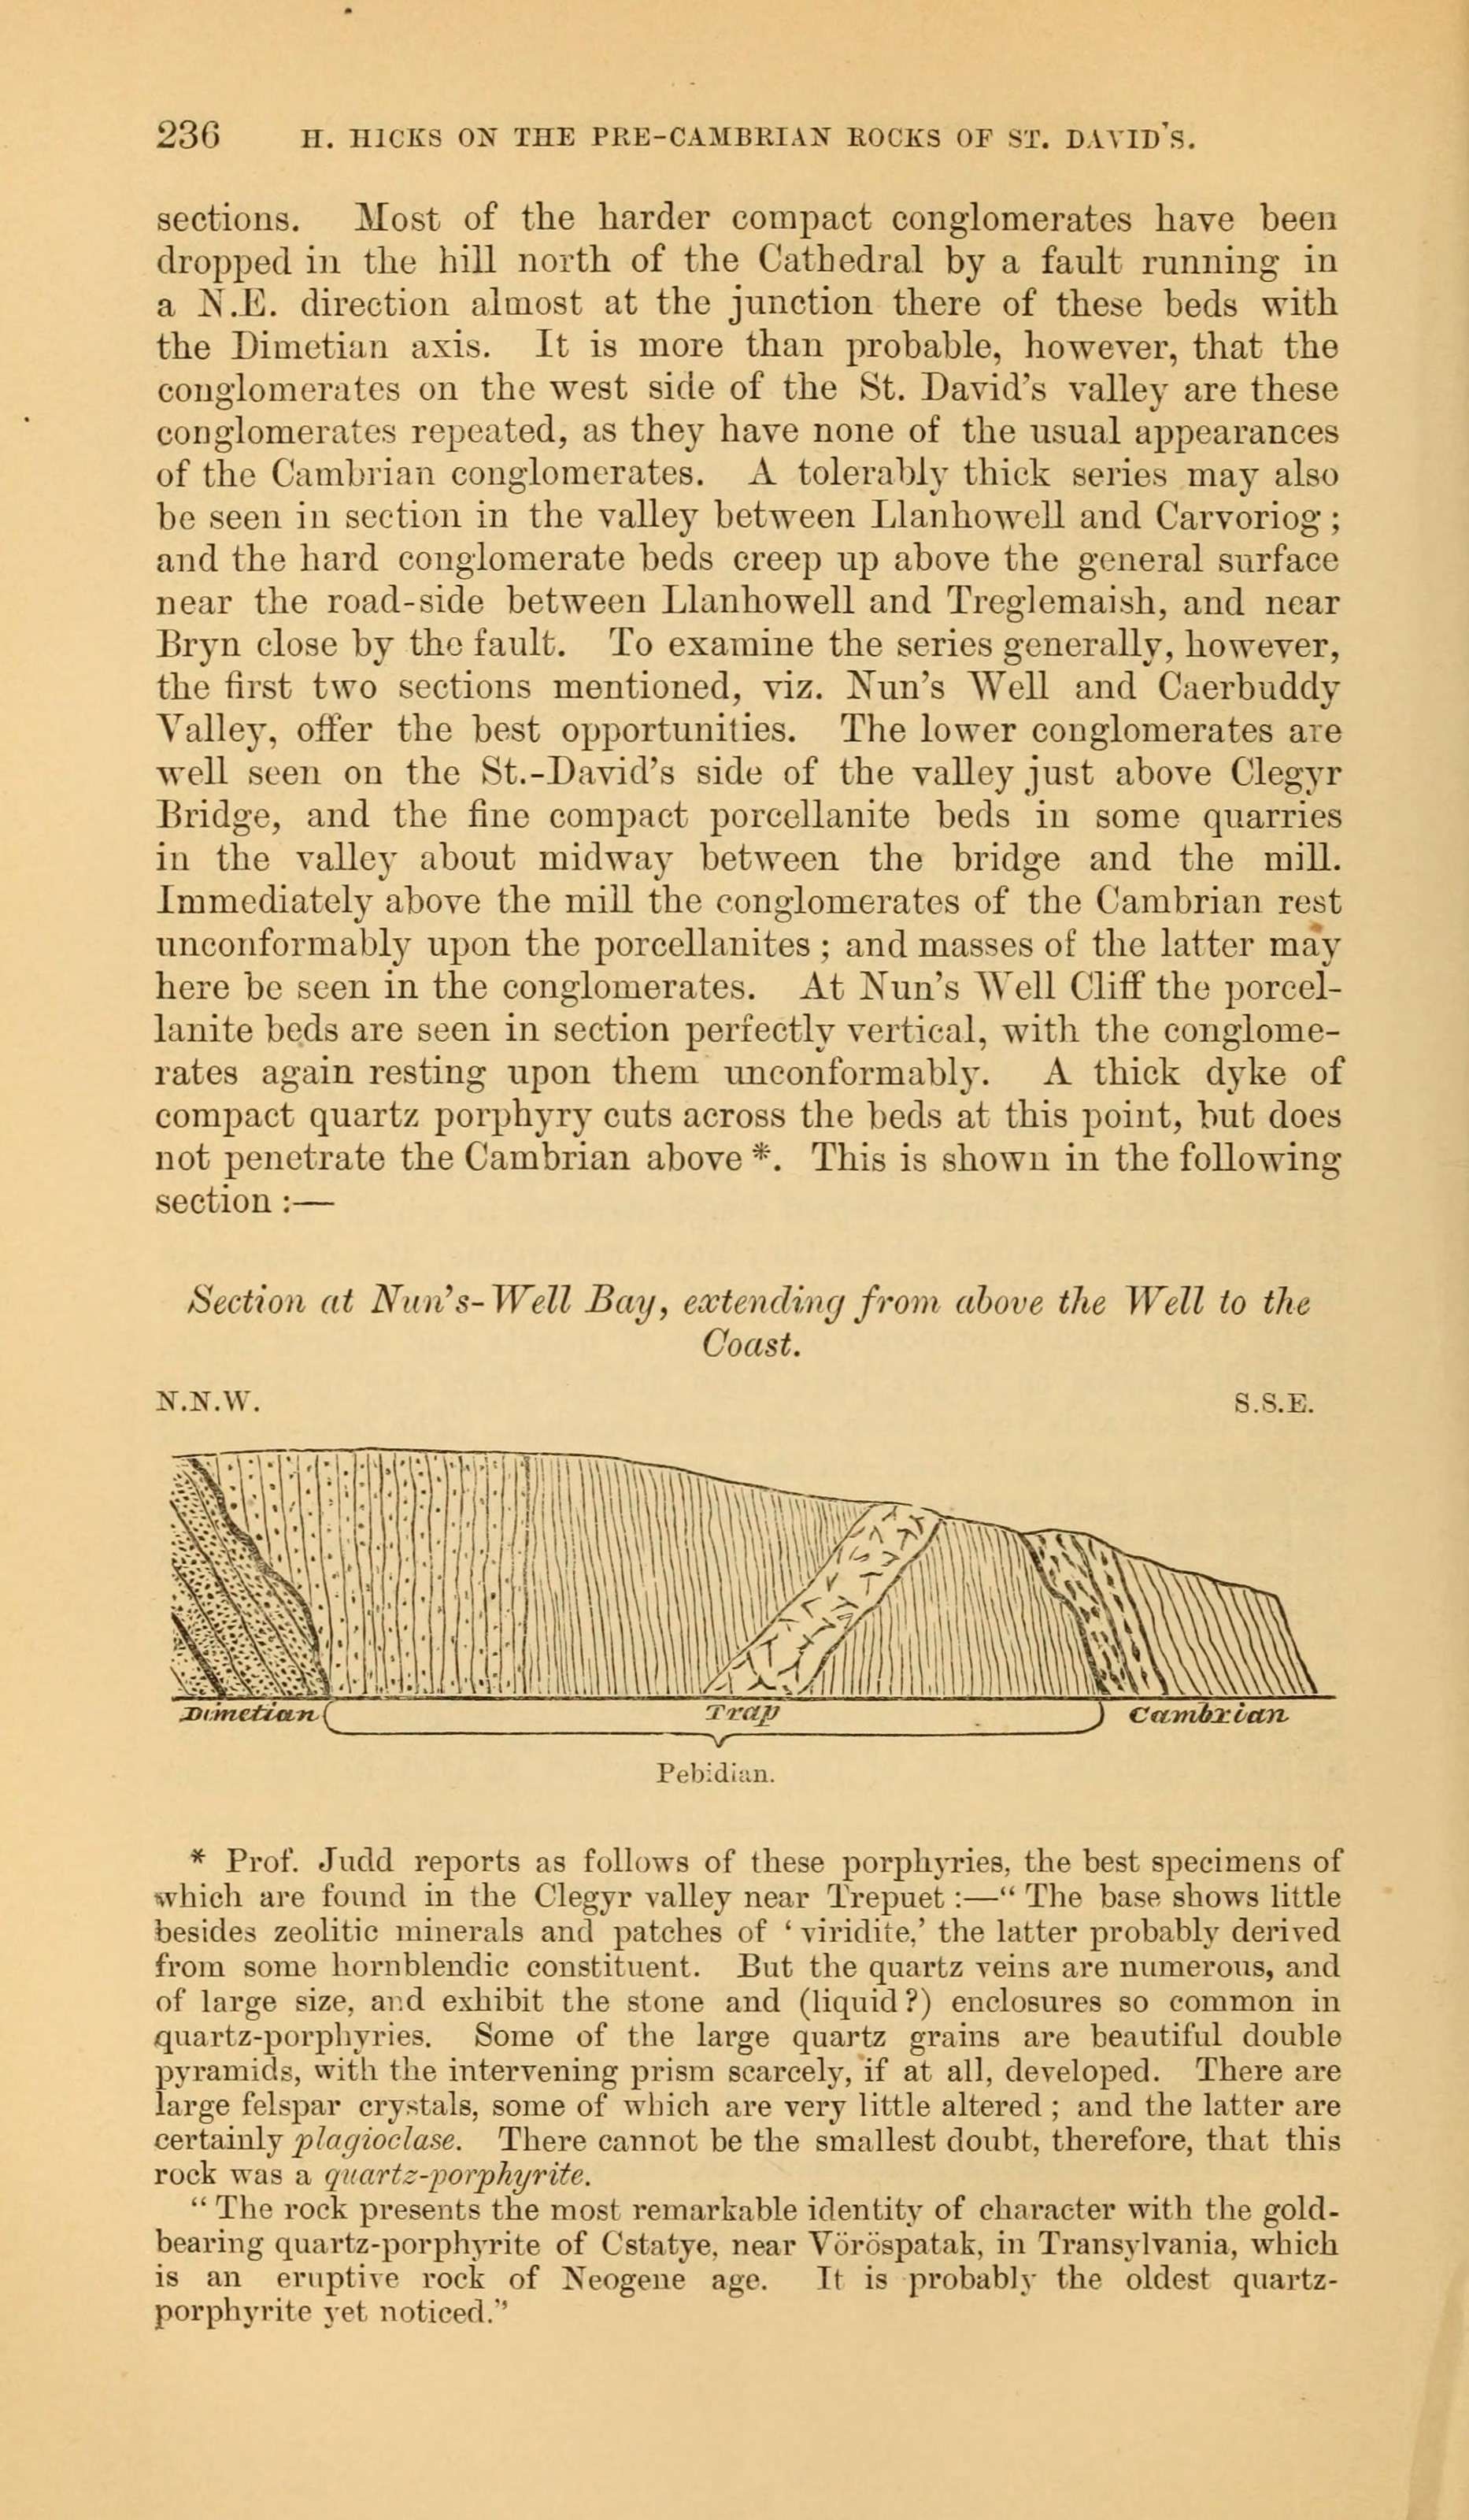 236 H. HICKS ON THE PRE-CAMBRIAN ROCKS OF ST. DAVID'S.
sections. Most of the harder compact conglomerates have been
dropped in the hill north of the Cathedral by a fault running in
a N.E. direction almost at the junction there of these beds with
the Dimetian axis. It is more than probable, however, that the
conglomerates on the west side of the St. David's valley are these
conglomerates repeated, as they have none of the usual appearances
of the Cambrian conglomerates. A tolerably thick series may also
be seen in section in the valley between Llanhowell and Carvoriog ;
and the hard conglomerate beds creep up above the general surface
near the road-side between Llanhowell and Treglemaish, and near
Bryn close by the fault. To examine the series generally, however,
the first two sections mentioned, viz. Nun's Well and Caerbuddy
Valley, offer the best opportunities. The lower conglomerates are
well seen on the St.-David's side of the valley just above Clegyr
Bridge, and the fine compact porcellanite beds in some quarries
in the valley about midway between the bridge and the mill.
Immediately above the mill the conglomerates of the Cambrian rest
unconformably upon the porcellanites ; and masses of the latter may
here be seen in the conglomerates. At Nun's Well Cliff the porcel-
lanite beds are seen in section perfectly vertical, with the conglome-
rates again resting upon them unconformably. A thick dyke of
compact quartz porphyry cuts across the beds at this point, but does
not penetrate the Cambrian above *. This is shown in the following
section :—
Section at Nun's-Well Bay, extending from above the Well to the
Coast.
N.N.W. S.S.E.
Dimetian Trap Cambrian
Pebidian.
* Prof. Judd reports as follows of these porphyries, the best specimens of
which are found in the Clegyr valley near Trepuet :—“ The base shows little
besides zeolitic minerals and patches of ‘ viridite,’ the latter probably derived
from some hornblendic constituent. But the quartz veins are numerous, and
of large size, and exhibit the stone and (liquid ?) enclosures so common in
quartz-porphyries. Some of the large quartz grains are beautiful double
pyramids, with the intervening prism scarcely, if at all, developed. There are
large felspar crystals, some of which are very little altered ; and the latter are
certainly plagioclase. There cannot be the smallest doubt, therefore, that this
rock was a quartz-porphyrite.
“ The rock presents the most remarkable identity of character with the gold-
bearing quartz-porphyrite of Cstatye, near Vöröspatak, in Transylvania, which
is an eruptive rock of Neogene age. It is probably the oldest quartz-
porphyrite yet noticed.”